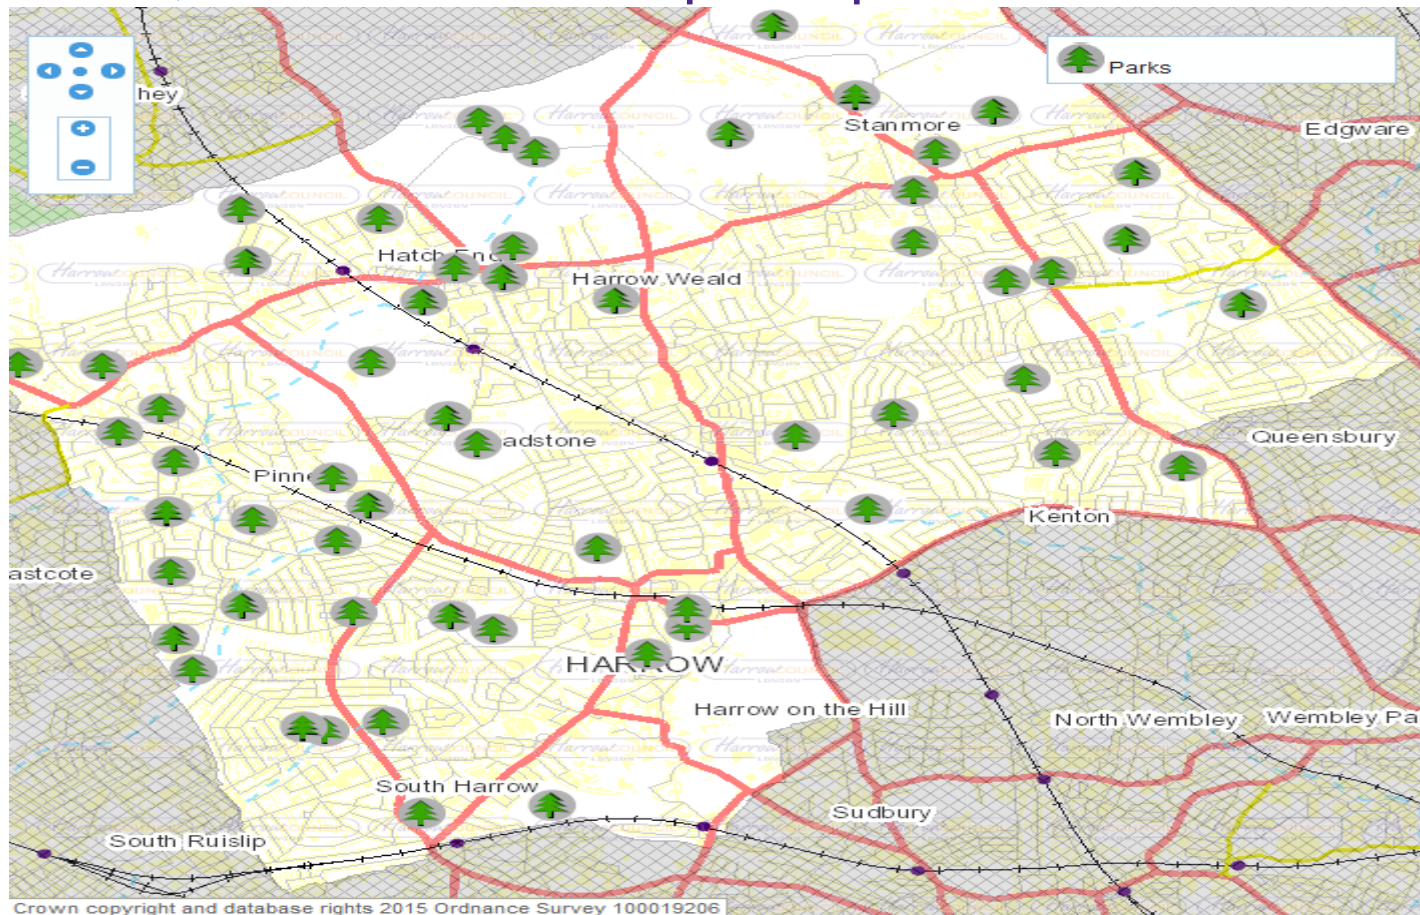 Parks
hey
Stanmore
Edgware
Hatch End
Harrow Weald
adstone
Queensbury
Pinne
Kenton
astcote
HARROW
Harrow on the Hill
North Wembley
Wembley Pa
South Harrow
Sudbury
South Ruislip
Crown copyright and database rights 2015 Ordnance Survey 100019206